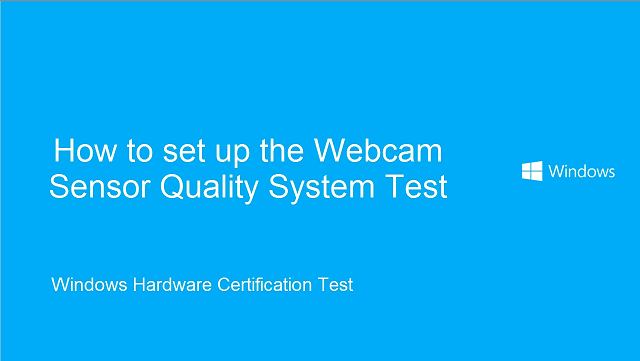 How to set up the Webcam
Sensor Quality System Test
Windows
Windows Hardware Certification Test